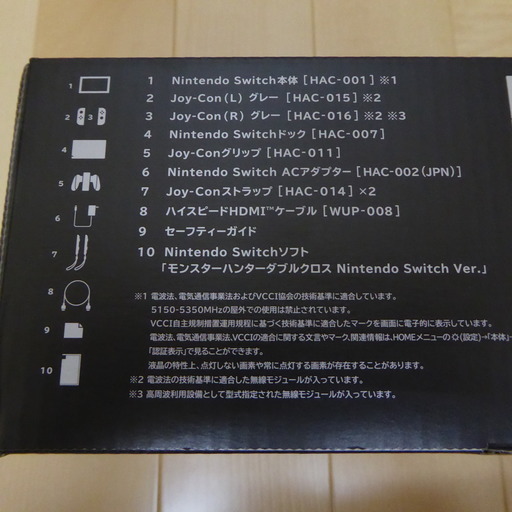 1 Nintendo Switch本体 [HAC-001] ※1
2 Joy-Con(L) グレー [HAC-015] ※2
3 Joy-Con(R) グレー [HAC-016] ※2 ※3
4 Nintendo Switchドック [HAC-007]
5 Joy-Conグリップ [HAC-011]
6 Nintendo Switch ACアダプター [HAC-002(JPN)]
7 Joy-Conストラップ [HAC-014] ×2
8 ハイスピードHDMI™ケーブル [WUP-008]
9 セーフティーガイド
10 Nintendo Switchソフト
「モンスターハンターダブルクロス Nintendo Switch Ver.」
※1 電波法、電気通信事業法およびVCCI協会の技術基準に適合しています。
5150-5350MHzの屋外での使用は禁止されています。
VCCI自主規制措置運用規程に基づく技術基準に適合したマークを画面に電子的に表示しています。
電波法、電気通信事業法、VCCIの適合に関する文言やマーク、関連情報は、HOMEメニューの(設定)→「本体」→
「認証表示」で見ることができます。
液晶の特性上、点灯しない画素や常に点灯する画素が存在することがあります。
※2 電波法の技術基準に適合した無線モジュールが入っています。
※3 高周波利用設備として型式指定された無線モジュールが入っています。
1
2 3
4
5
6
7
8
9
10